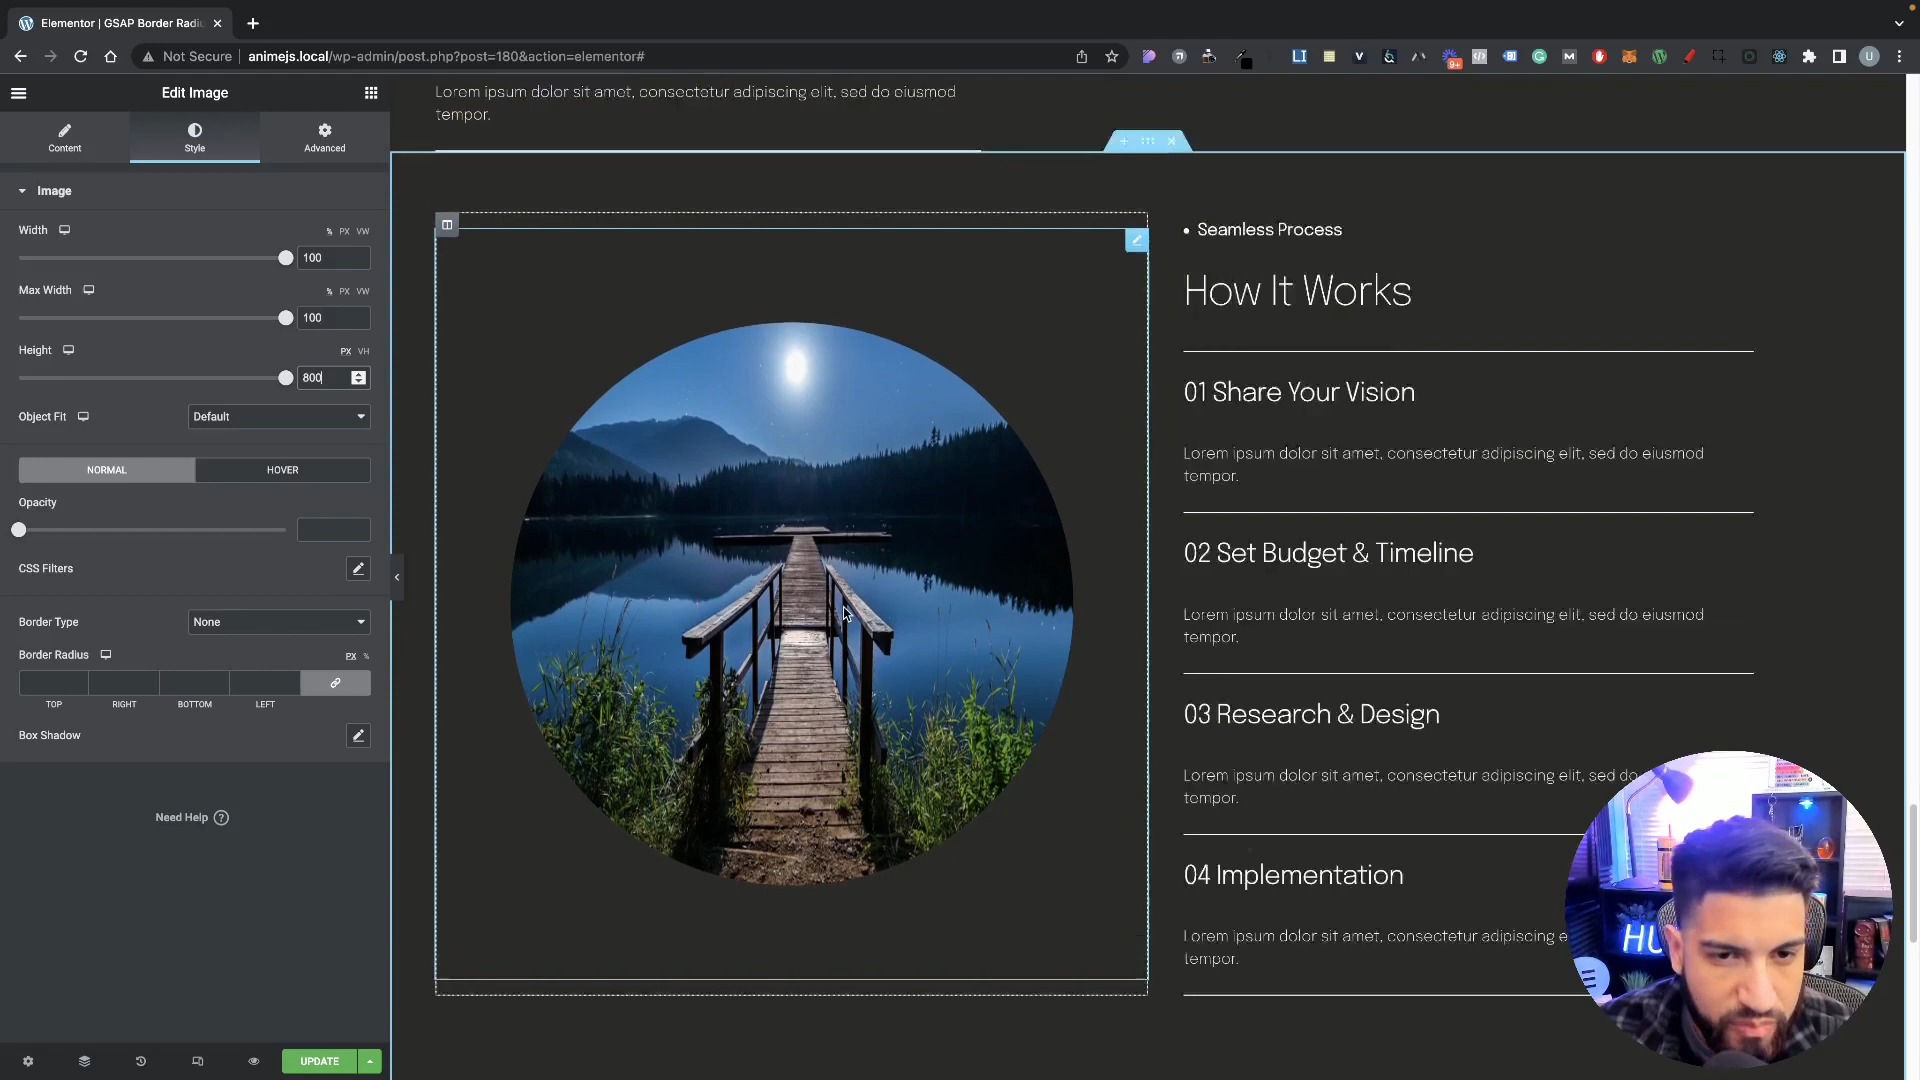 Elementor | GSAP Border Radi
Not Secure
animejs.local/wp-admin/post.php?post=180&action=elementor#
9+
U
Edit Image
Content
Style
Advanced
Image
Width
% PX VW
100
Max Width
% PX VW
100
Height
PX VH
800
Object Fit
Default
NORMAL
HOVER
Opacity
CSS Filters
Border Type
None
Border Radius
PX %
TOP RIGHT BOTTOM LEFT
Box Shadow
Need Help ?
UPDATE
Lorem ipsum dolor sit amet, consectetur adipiscing elit, sed do eiusmod
tempor.
Seamless Process
How It Works
01 Share Your Vision
Lorem ipsum dolor sit amet, consectetur adipiscing elit, sed do eiusmod
tempor.
02 Set Budget & Timeline
Lorem ipsum dolor sit amet, consectetur adipiscing elit, sed do eiusmod
tempor.
03 Research & Design
Lorem ipsum dolor sit amet, consectetur adipiscing elit, sed do
tempor.
04 Implementation
Lorem ipsum dolor sit amet, consectetur adipiscing e
tempor.
HU